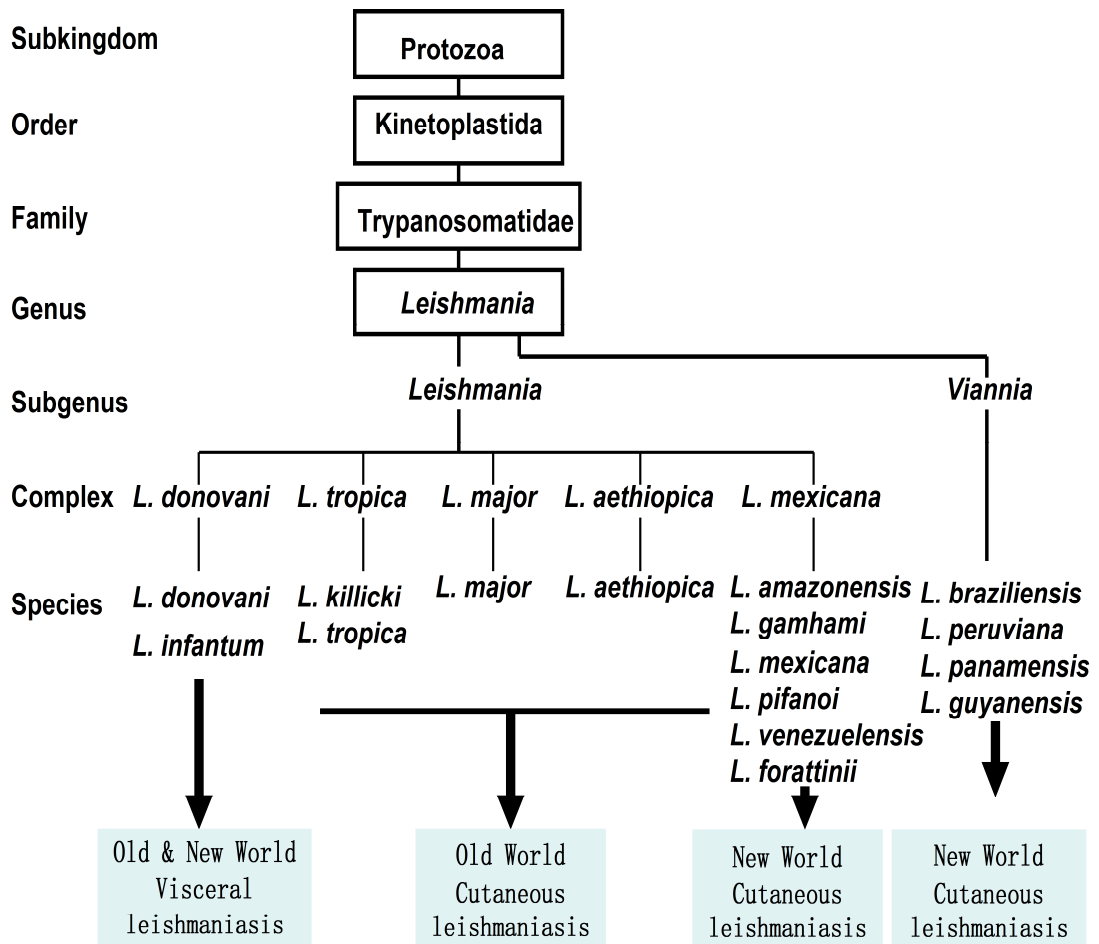 Subkingdom
Protozoa
Order
Kinetoplastida
Family
Trypanosomatidae
Genus
Leishmania
Subgenus
Leishmania
Viannia
Complex
L. donovani
L. tropica
L. major
L. aethiopica
L. mexicana
Species
L. donovani
L. infantum
L. killicki
L. tropica
L. major
L. aethiopica
L. amazonensis
L. gamhami
L. mexicana
L. pifanoi
L. venezuelensis
L. forattinii
L. braziliensis
L. peruviana
L. panamensis
L. guyanensis
Old & New World
Visceral
leishmaniasis
Old World
Cutaneous
leishmaniasis
New World
Cutaneous
leishmaniasis
New World
Cutaneous
leishmaniasis